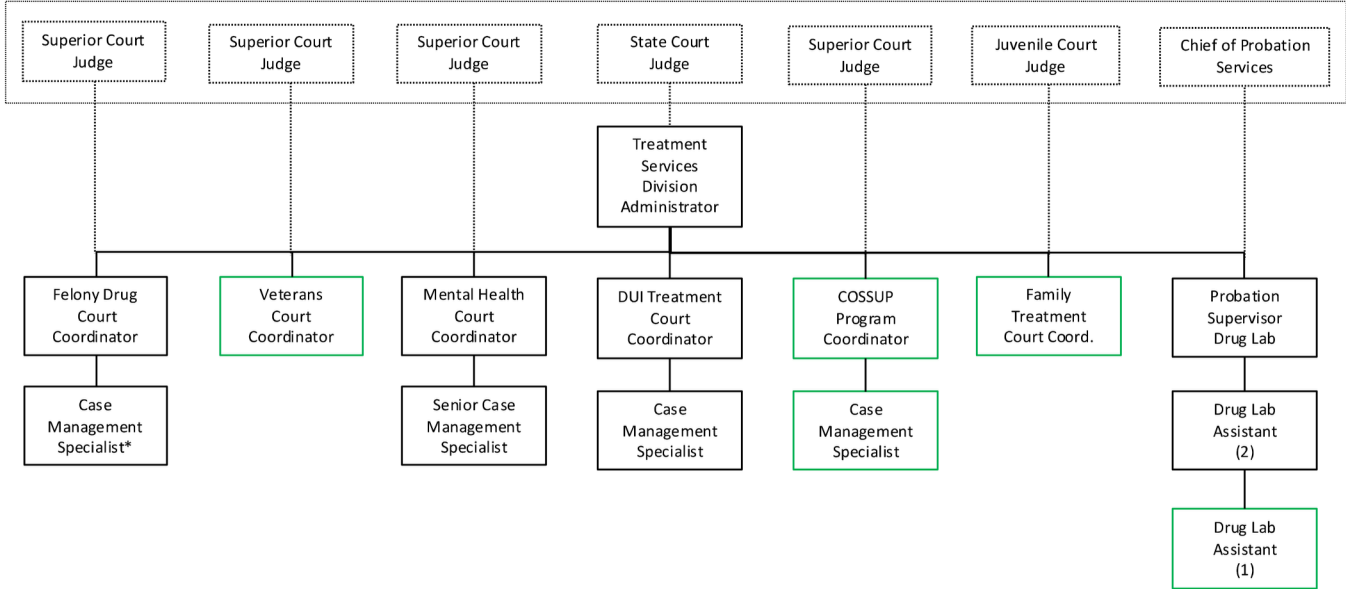 Superior Court
Judge
Superior Court
Judge
Superior Court
Judge
State Court
Judge
Superior Court
Judge
Juvenile Court
Judge
Chief of Probation
Services
Treatment
Services
Division
Administrator
Felony Drug
Court
Coordinator
Veterans
Court
Coordinator
Mental Health
Court
Coordinator
DUI Treatment
Court
Coordinator
COSSUP
Program
Coordinator
Family
Treatment
Court Coord.
Probation
Supervisor
Drug Lab
Case
Management
Specialist*
Senior Case
Management
Specialist
Case
Management
Specialist
Case
Management
Specialist
Drug Lab
Assistant
(2)
Drug Lab
Assistant
(1)